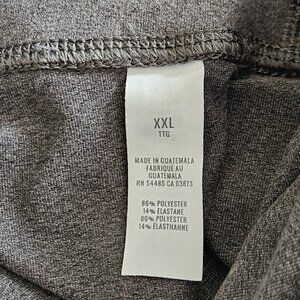 XXL
TTG
MADE IN GUATEMALA
FABRIQUÉ AU
GUATEMALA
RN 54485 CA 03873
86% POLYESTER
14% ELASTANE
86% POLYESTER
14% ÉLASTHANNE